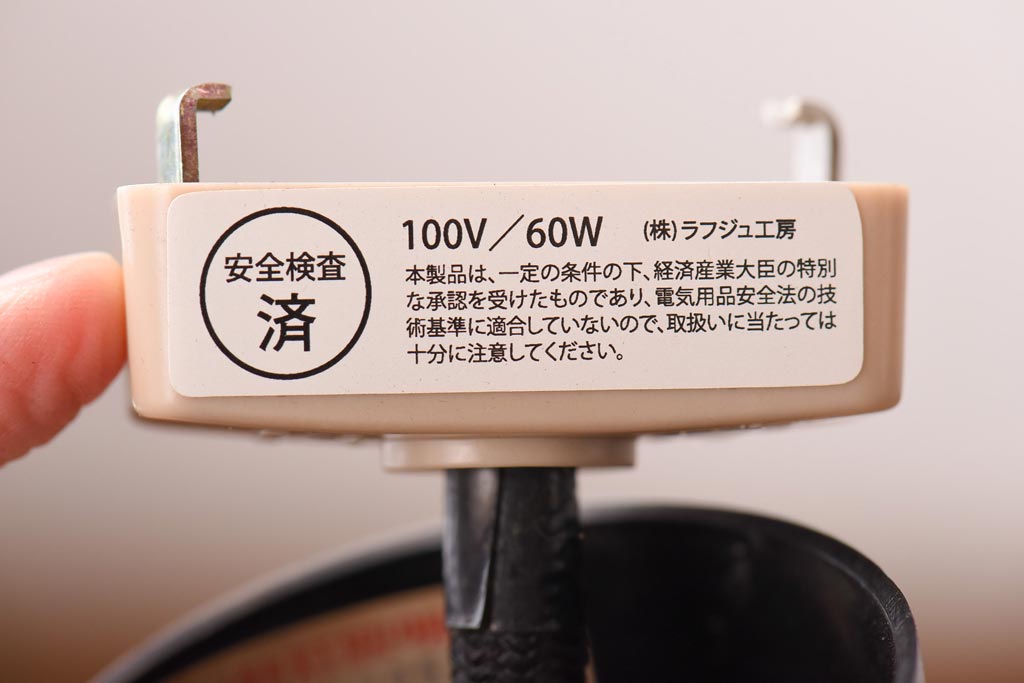 安全検査
済
100V／60W (株)ラフジュ工房
本製品は、一定の条件の下、経済産業大臣の特別
な承認を受けたものであり、電気用品安全法の技
術基準に適合していないので、取扱いに当たっては
十分に注意してください。